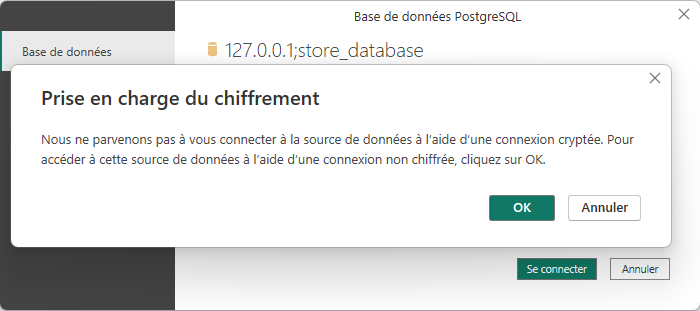 Base de données PostgreSQL
Base de données
127.0.0.1;store_database
Prise en charge du chiffrement
Nous ne parvenons pas à vous connecter à la source de données à l'aide d'une connexion cryptée. Pour
accéder à cette source de données à l'aide d'une connexion non chiffrée, cliquez sur OK.
OK
Annuler
Se connecter
Annuler